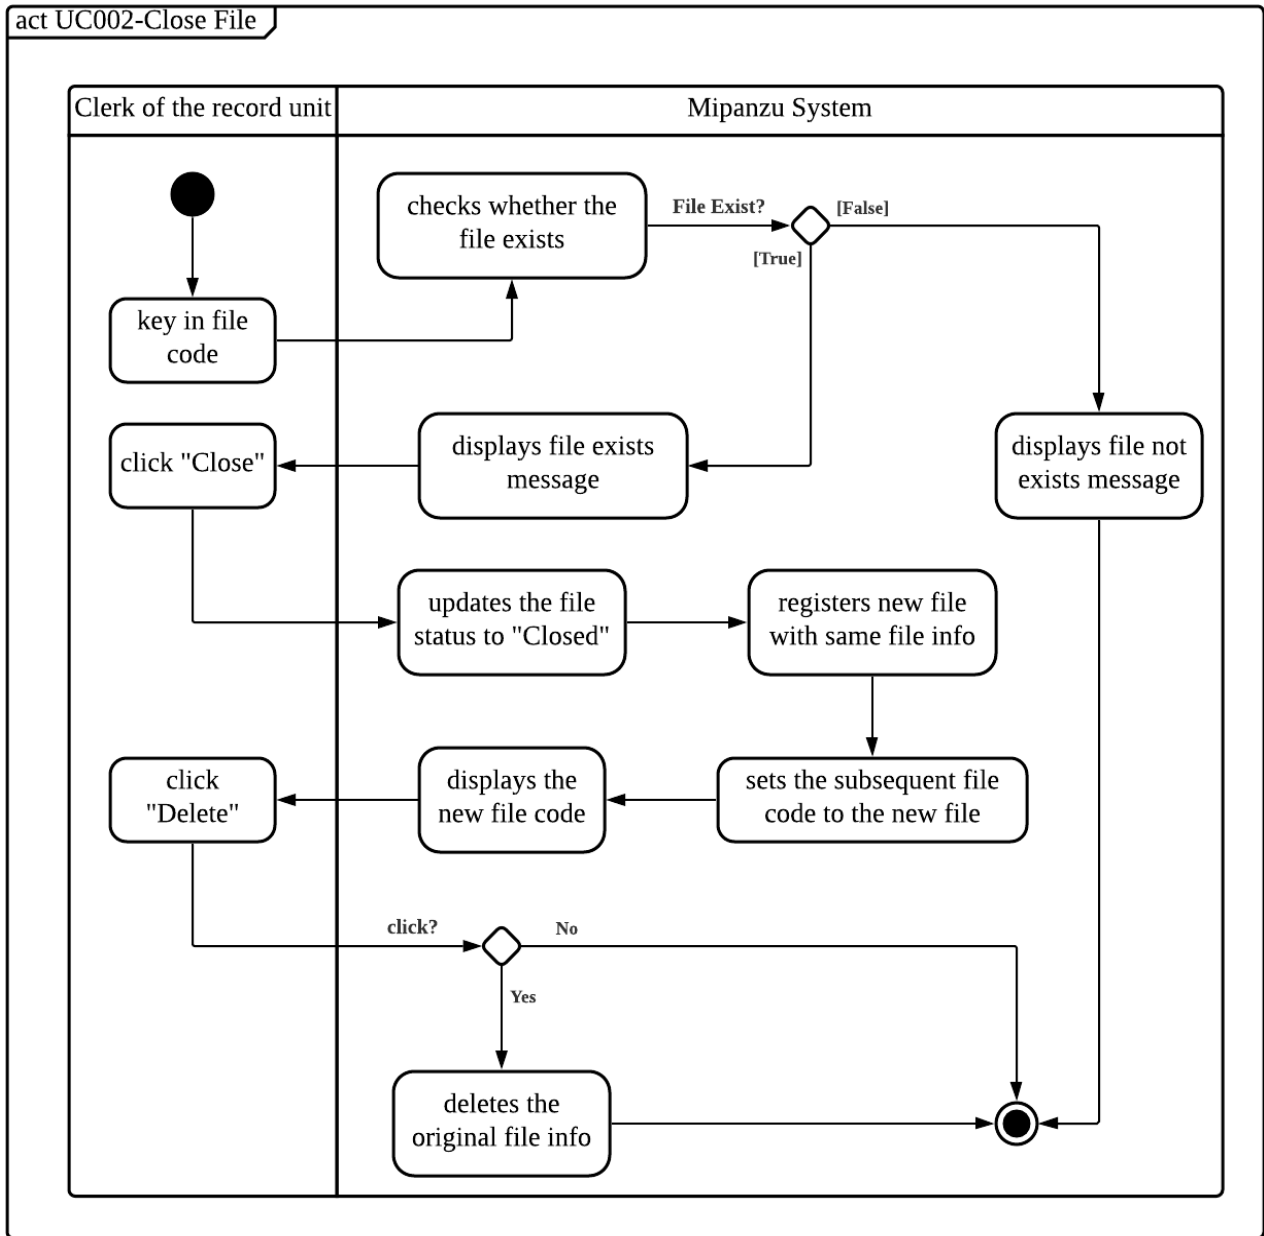 act UC002-Close File
Clerk of the record unit
Mipanzu System
checks whether the
file exists
File Exist?
[False]
[True]
key in file
code
click "Close"
displays file exists
message
displays file not
exists message
updates the file
status to "Closed"
registers new file
with same file info
click
"Delete"
displays the
new file code
sets the subsequent file
code to the new file
click?
No
Yes
deletes the
original file info